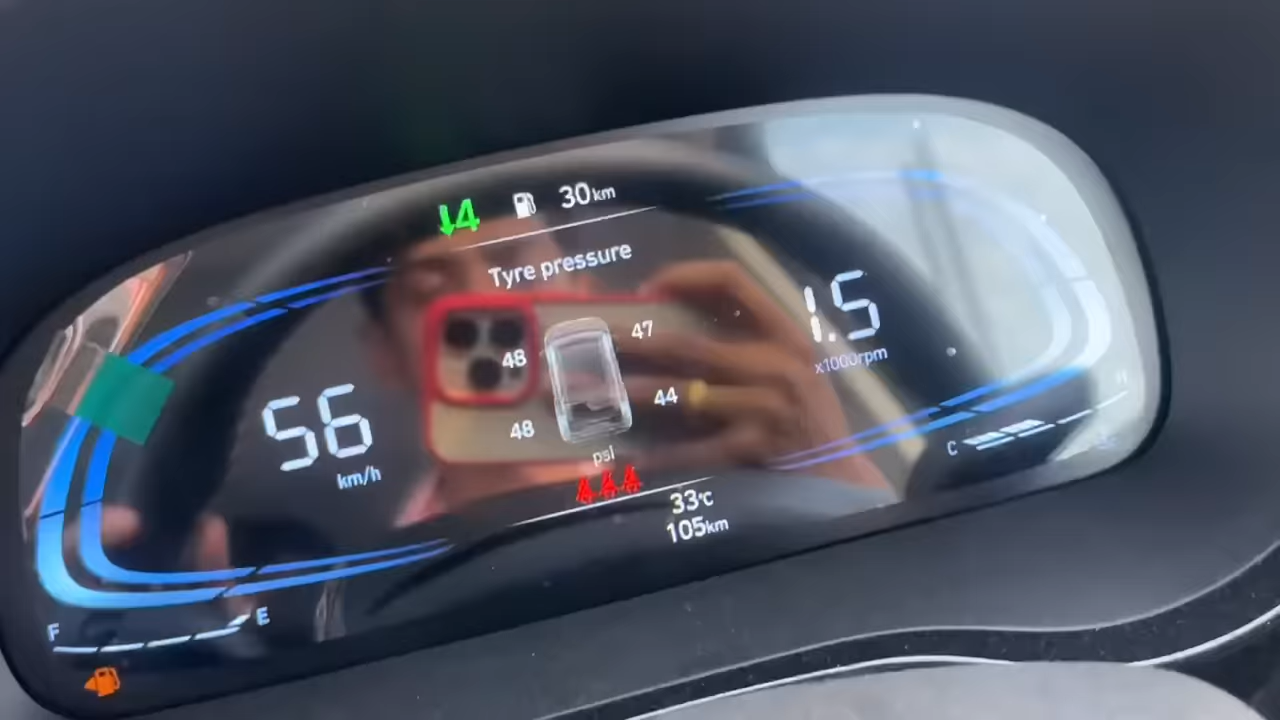 ↓4 30km
Tyre pressure
48 47
48 44
psi
56
km/h
1.5
x1000rpm
33°C
105km
F E
C H